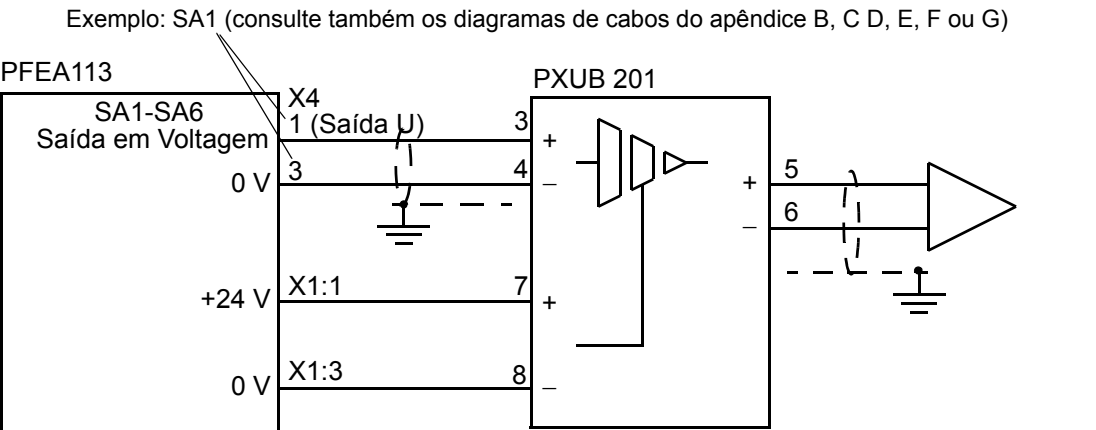 Exemplo: SA1 (consulte também os diagramas de cabos do apêndice B, C D, E, F ou G)
PFEA113
PXUB 201
SA1-SA6
X4
Saída em Voltagem
1 (Saída U)
3
+
0 V
3
4
–
+
5
–
6
+24 V
X1:1
7
+
0 V
X1:3
8
–